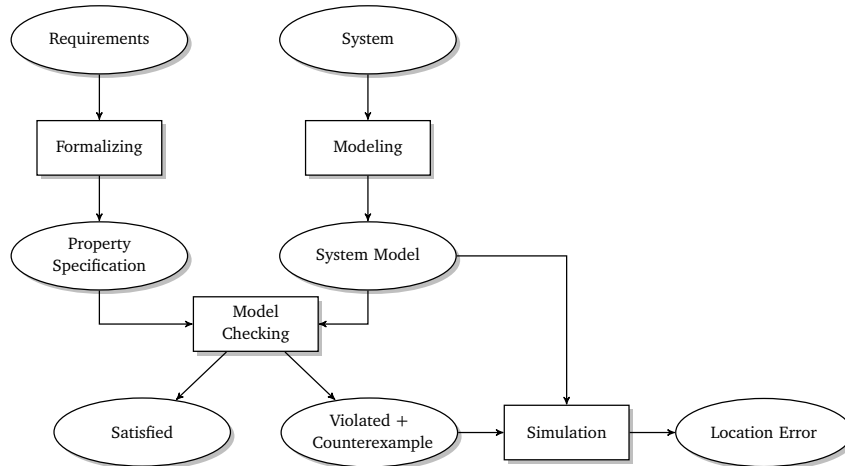 Requirements
System
Formalizing
Modeling
Property
Specification
System Model
Model
Checking
Satisfied
Violated +
Counterexample
Simulation
Location Error